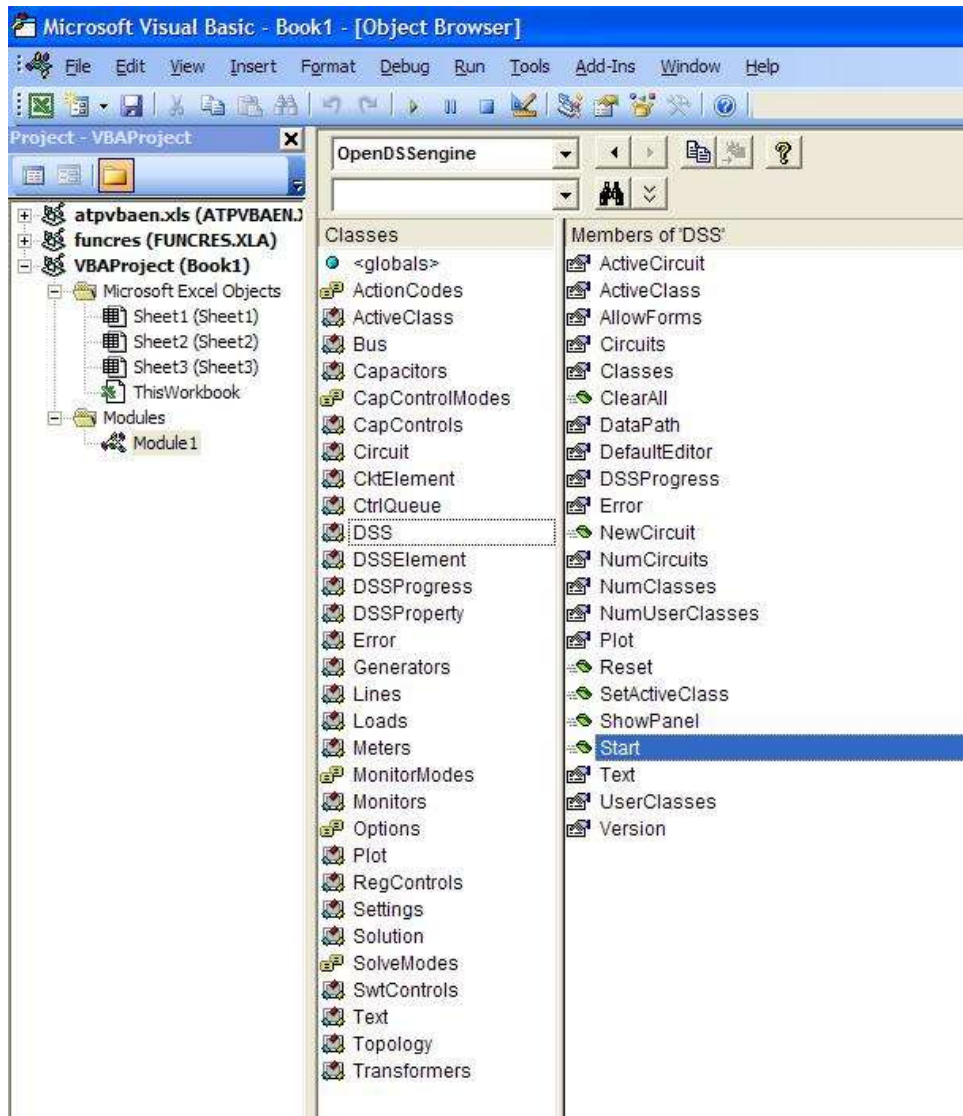 Microsoft Visual Basic - Book1 - [Object Browser]
File Edit View Insert Format Debug Run Tools Add-Ins Window Help
Project - VBAProject
OpenDSSengine
atpvbaen.xls (ATPVBAEN.X
funcres (FUNCRES.XLA)
VBAProject (Book1)
Microsoft Excel Objects
Sheet1 (Sheet1)
Sheet2 (Sheet2)
Sheet3 (Sheet3)
ThisWorkbook
Modules
Module1
Classes
<globals>
ActionCodes
ActiveClass
Bus
Capacitors
CapControlModes
CapControls
Circuit
CktElement
CtrlQueue
DSS
DSSElement
DSSProgress
DSSProperty
Error
Generators
Lines
Loads
Meters
MonitorModes
Monitors
Options
Plot
RegControls
Settings
Solution
SolveModes
SwtControls
Text
Topology
Transformers
Members of 'DSS'
ActiveCircuit
ActiveClass
AllowForms
Circuits
Classes
ClearAll
DataPath
DefaultEditor
DSSProgress
Error
NewCircuit
NumCircuits
NumClasses
NumUserClasses
Plot
Reset
SetActiveClass
ShowPanel
Start
Text
UserClasses
Version